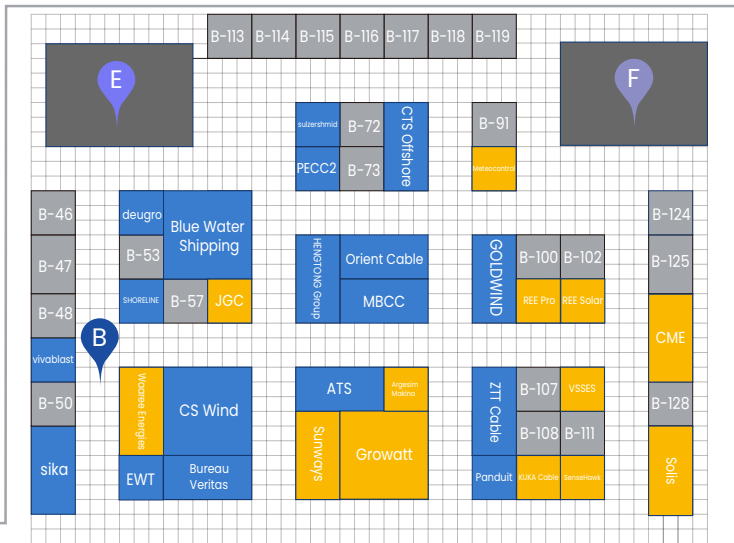 B-113
B-114
B-115
B-116
B-117
B-118
B-119
E
F
sulzershmid
B-72
CTS Offshore
B-91
PECC2
B-73
Meteocontrol
B-46
deugro
Blue Water
Shipping
B-124
B-47
B-53
HENGTONG Group
Orient Cable
GOLDWIND
B-100
B-102
B-125
B-48
SHORELINE
B-57
JGC
MBCC
REE Pro
REE Solar
CME
B
vivablast
B-50
Waaree Energies
CS Wind
ATS
Argesim
Makina
ZTT Cable
B-107
VSSES
B-128
sika
Sunways
Growatt
B-108
B-111
Solis
EWT
Bureau
Veritas
Panduit
KUKA Cable
SenseHawk